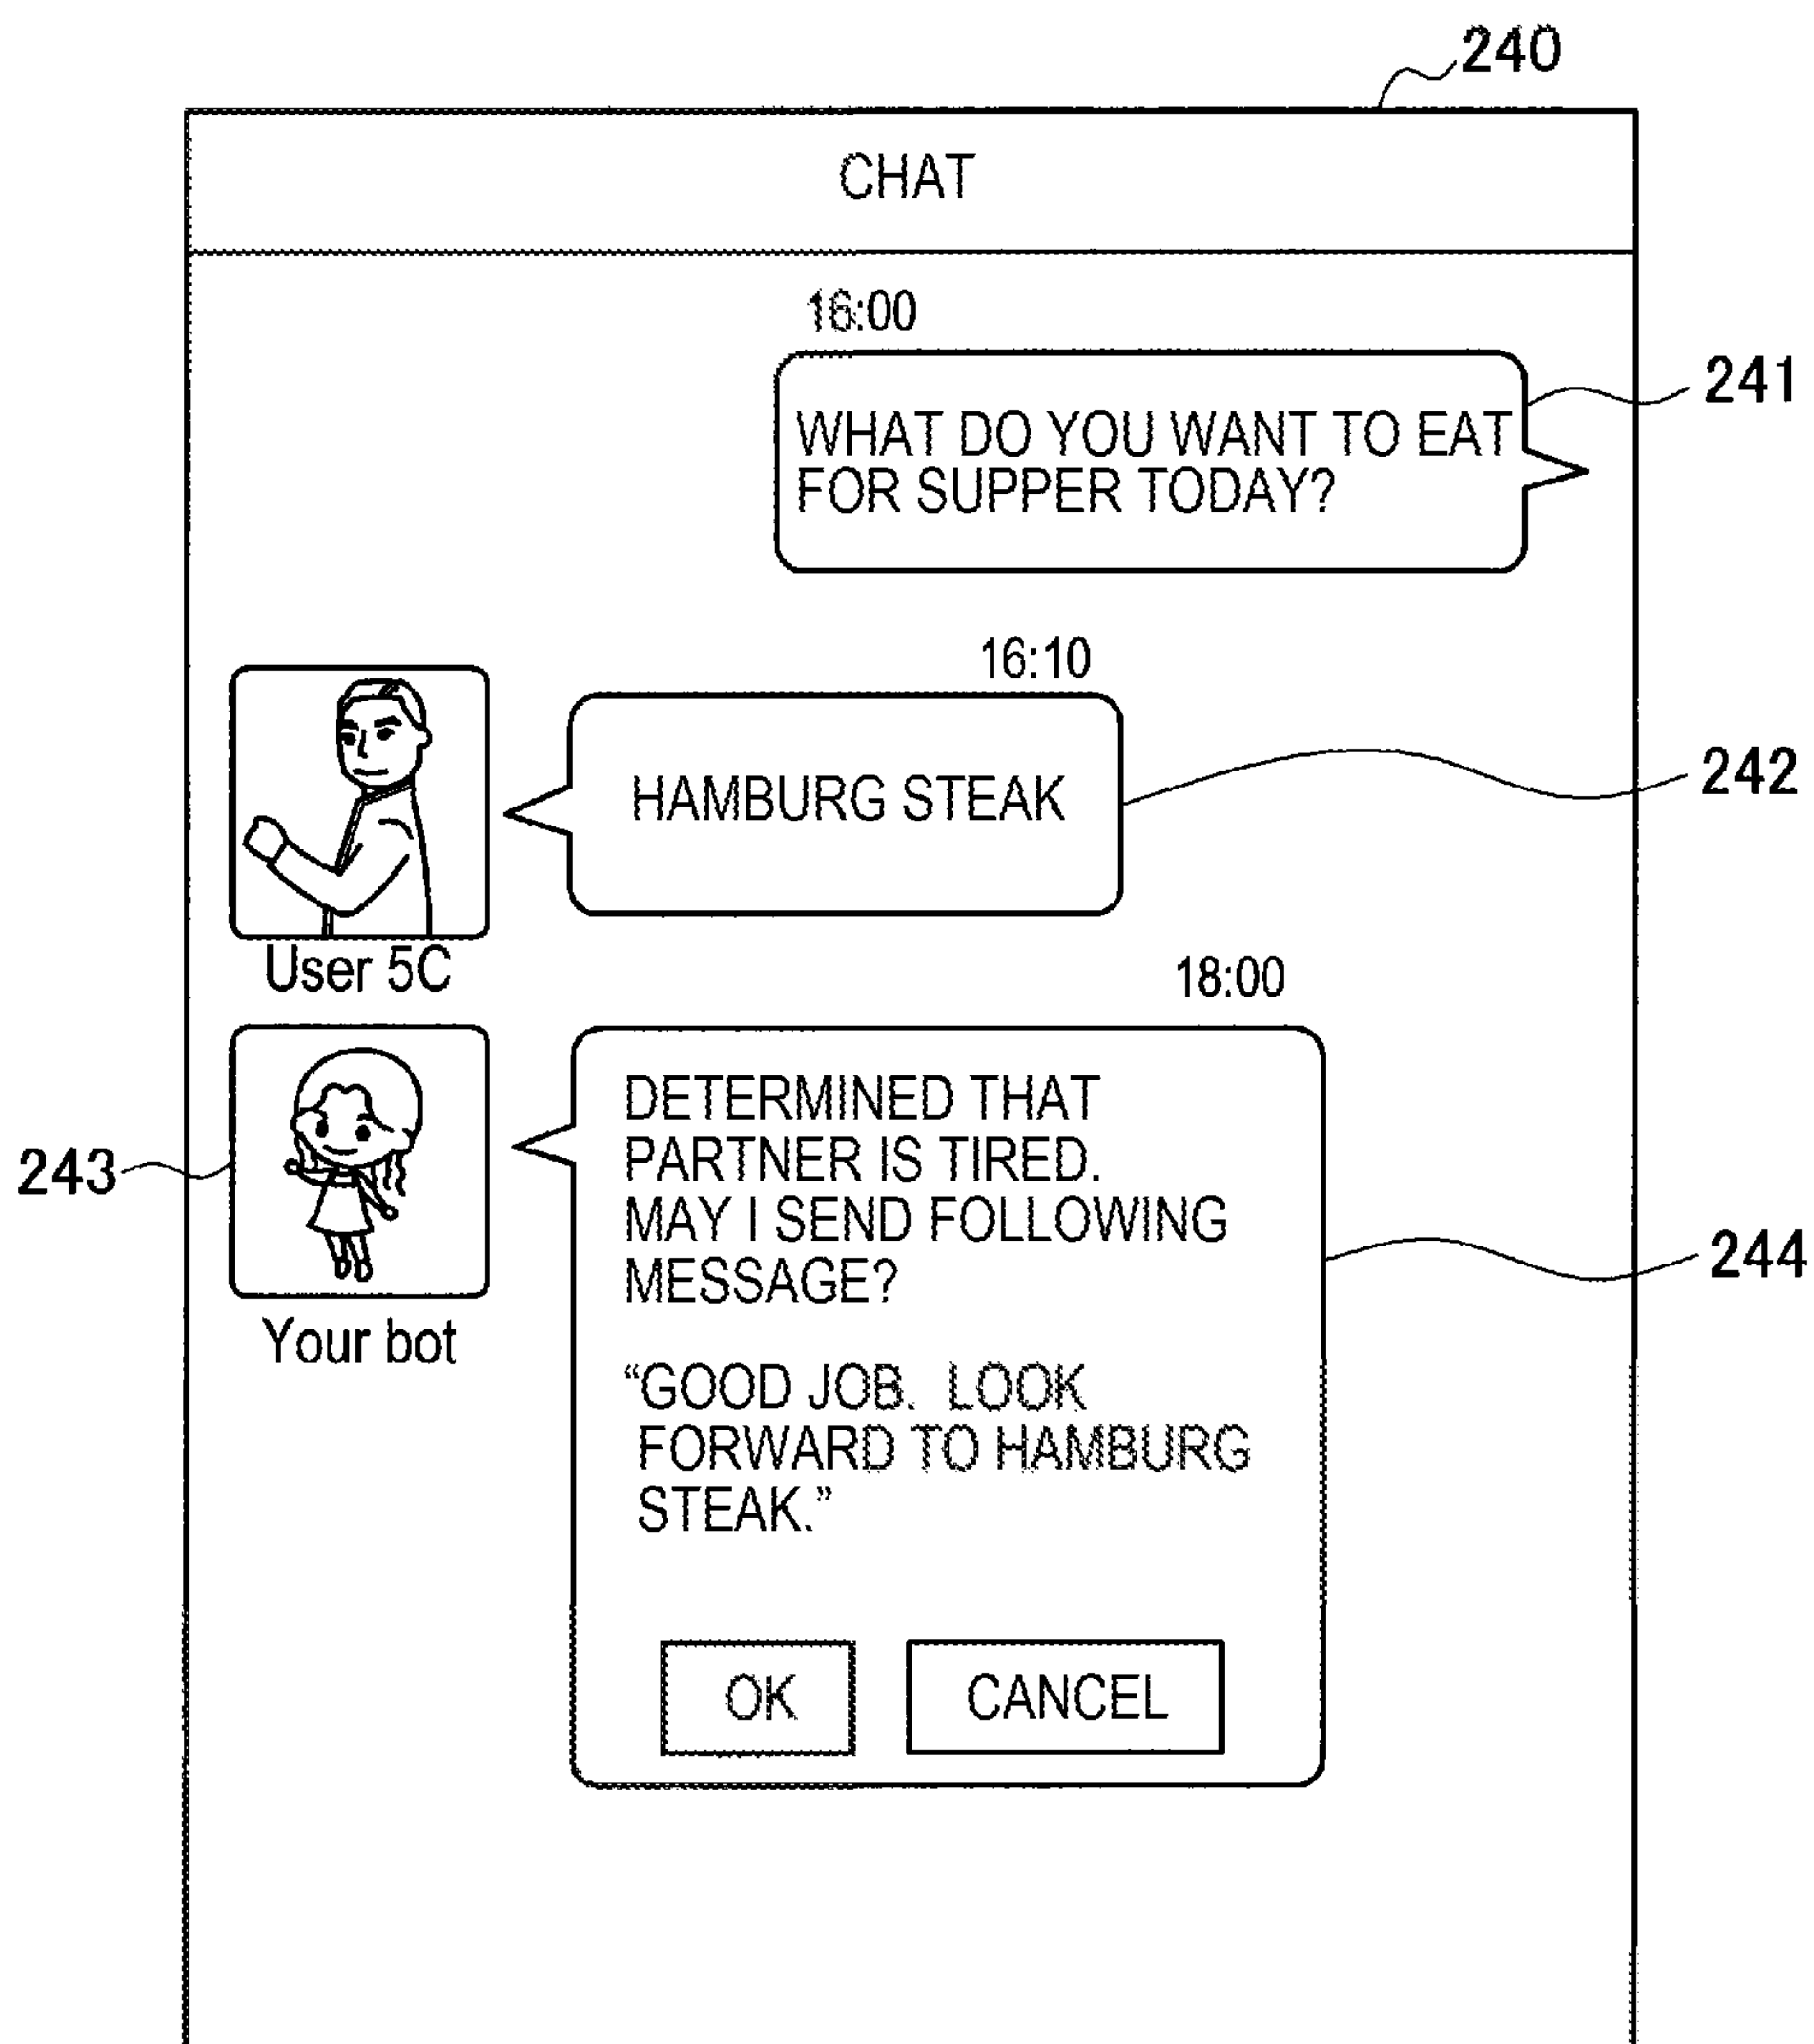 240
CHAT
16:00
WHAT DO YOU WANT TO EAT
FOR SUPPER TODAY?
241
16:10
HAMBURG STEAK
242
User 5C
18:00
243
Your bot
DETERMINED THAT
PARTNER IS TIRED.
MAY I SEND FOLLOWING
MESSAGE?
“GOOD JOB. LOOK
FORWARD TO HAMBURG
STEAK.”
244
OK
CANCEL